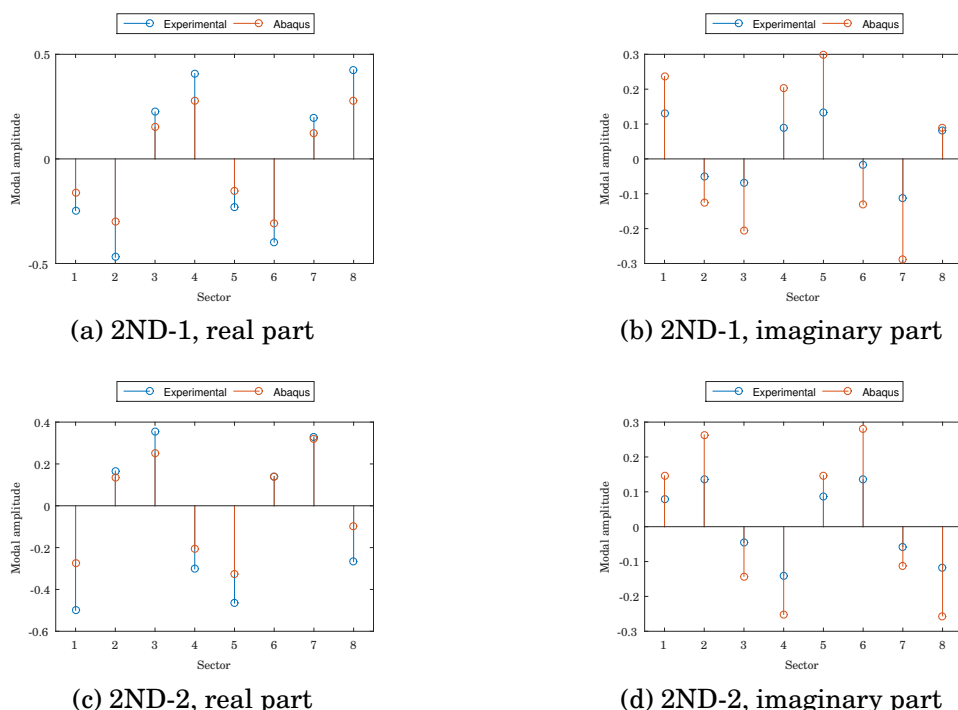 Experimental Abaqus
Modal amplitude
0.5
0
-0.5
1 2 3 4 5 6 7 8
Sector
(a) 2ND-1, real part
Experimental Abaqus
Modal amplitude
0.3
0.2
0.1
0
-0.1
-0.2
-0.3
1 2 3 4 5 6 7 8
Sector
(b) 2ND-1, imaginary part
Experimental Abaqus
Modal amplitude
0.4
0.2
0
-0.2
-0.4
-0.6
1 2 3 4 5 6 7 8
Sector
(c) 2ND-2, real part
Experimental Abaqus
Modal amplitude
0.3
0.2
0.1
0
-0.1
-0.2
-0.3
1 2 3 4 5 6 7 8
Sector
(d) 2ND-2, imaginary part